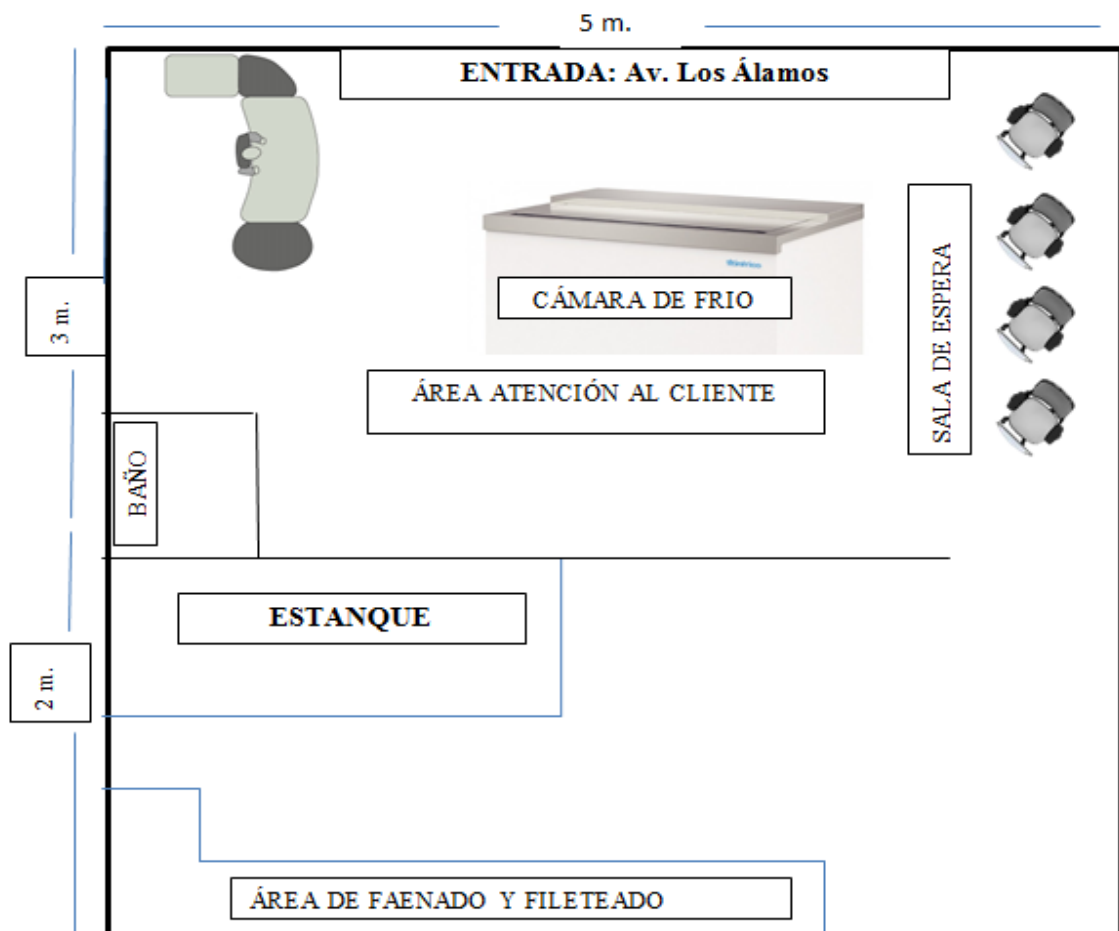 5 m.
ENTRADA: Av. Los Álamos
3 m.
CÁMARA DE FRIO
SALA DE ESPERA
ÁREA ATENCIÓN AL CLIENTE
BAÑO
ESTANQUE
2 m.
ÁREA DE FAENADO Y FILETEADO